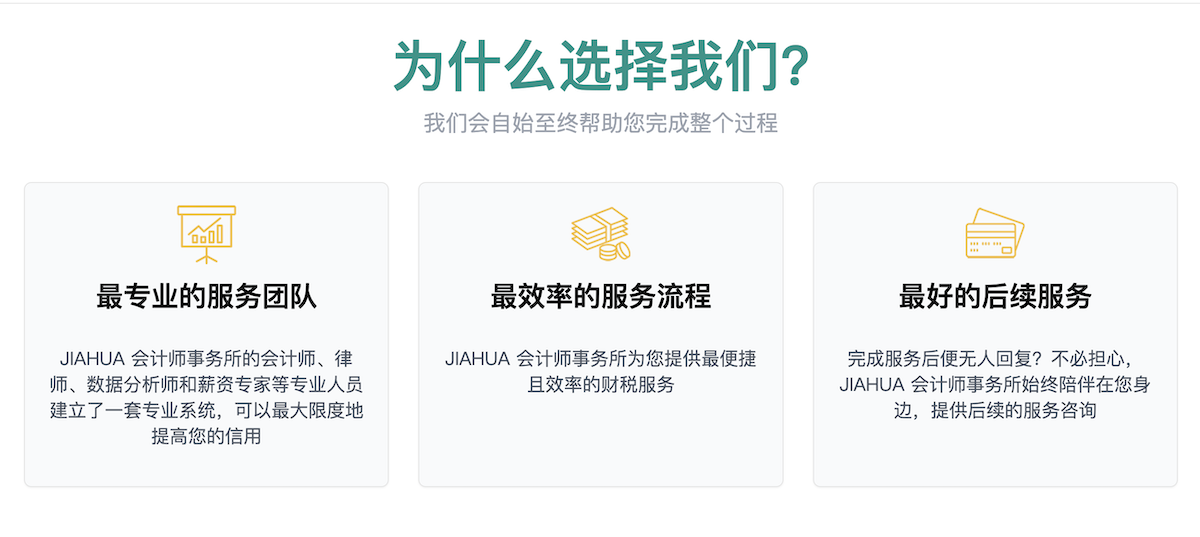 为什么选择我们?
我们会自始至终帮助您完成整个过程
最专业的服务团队
JIAHUA 会计师事务所的会计师、律
师、数据分析师和薪资专家等专业人员
建立了一套专业系统，可以最大限度地
提高您的信用
最效率的服务流程
JIAHUA 会计师事务所为您提供最便捷
且效率的财税服务
最好的后续服务
完成服务后便无人回复？不必担心，
JIAHUA 会计师事务所始终陪伴在您身
边，提供后续的服务咨询